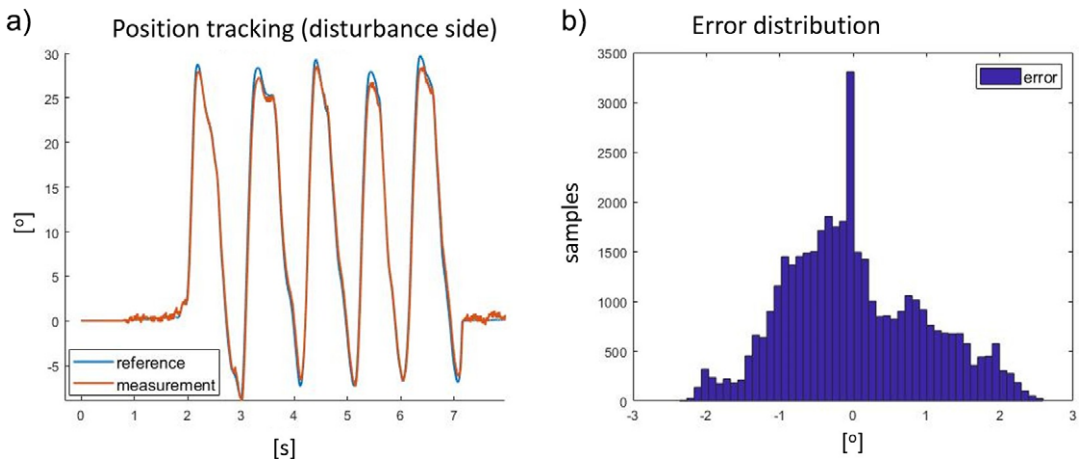 a)
Position tracking (disturbance side)
30
25
20
15
10
5
0
-5
[º]
reference
measurement
0 1 2 3 4 5 6 7
[s]
b)
Error distribution
3500
3000
2500
2000
1500
1000
500
0
samples
error
-3 -2 -1 0 1 2 3
[º]